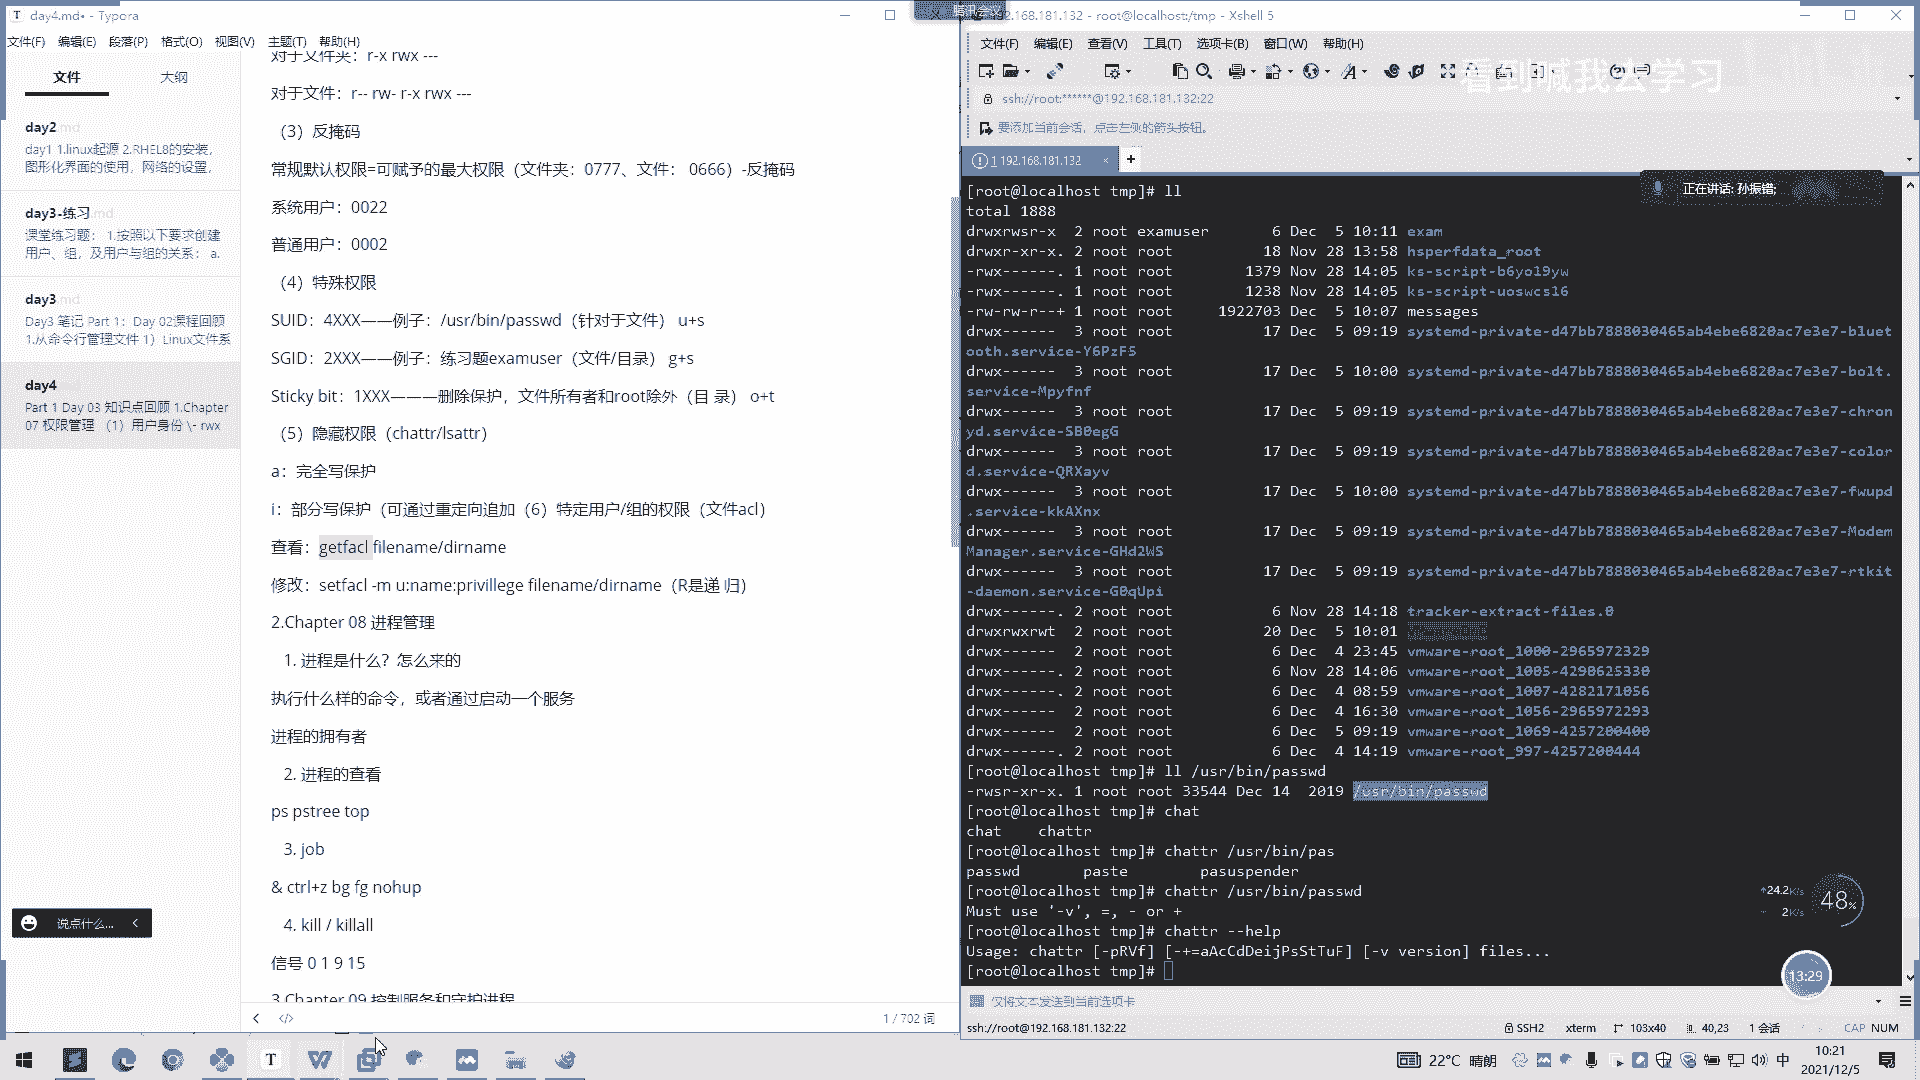 day4.md• - Typora
文件(F) 编辑(E) 段落(P) 格式(O) 视图(V) 主题(T) 帮助(H)
文件 大纲
day2.md
day1 1.linux起源 2.RHEL8的安装，
图形化界面的使用，网络的设置，
day3-练习.md
课堂练习题： 1.按照以下要求创建
用户、组，及用户与组的关系： a.
day3.md
Day3 笔记 Part 1：Day 02课程回顾
1.从命令行管理文件 1）Linux文件系
day4
Part 1 Day 03 知识点回顾 1.Chapter
07 权限管理 （1）用户身份 \- rwx
说点什么...
对于文件夹：r-x rwx ---
对于文件：r-- rw- r-x rwx ---
（3）反掩码
常规默认权限=可赋予的最大权限（文件夹：0777、文件： 0666）-反掩码
系统用户：0022
普通用户：0002
（4）特殊权限
SUID：4XXX——例子：/usr/bin/passwd（针对于文件） u+s
SGID：2XXX——例子：练习题examuser（文件/目录） g+s
Sticky bit：1XXX———删除保护，文件所有者和root除外（目 录） o+t
（5）隐藏权限（chattr/lsattr）
a：完全写保护
i：部分写保护（可通过重定向追加（6）特定用户/组的权限（文件acl）
查看：getfacl filename/dirname
修改：setfacl -m u:name:privillege filename/dirname（R是递 归）
2.Chapter 08 进程管理
1. 进程是什么？怎么来的
执行什么样的命令，或者通过启动一个服务
进程的拥有者
2. 进程的查看
ps pstree top
3. job
& ctrl+z bg fg nohup
4. kill / killall
信号 0 1 9 15
3.Chapter 09 控制服务和守护进程
1 / 702 词
腾讯会议
192.168.181.132 - root@localhost:/tmp - Xshell 5
文件(F) 编辑(E) 查看(V) 工具(T) 选项卡(B) 窗口(W) 帮助(H)
看到喊我去学习
ssh://root:******@192.168.181.132:22
要添加当前会话，点击左侧的箭头按钮。
1 192.168.181.132
正在讲话: 孙振锴;
[root@localhost tmp]# ll
total 1888
drwxrwsr-x 2 root examuser 6 Dec 5 10:11 exam
drwxr-xr-x. 2 root root 18 Nov 28 13:58 hsperfdata_root
-rwx------. 1 root root 1379 Nov 28 14:05 ks-script-b6yol9yw
-rwx------. 1 root root 1238 Nov 28 14:05 ks-script-uoswcs16
-rw-rw-r--+ 1 root root 1922703 Dec 5 10:07 messages
drwx------ 3 root root 17 Dec 5 09:19 systemd-private-d47bb7888030465ab4ebe6820ac7e3e7-bluet
ooth.service-Y6PzF5
drwx------ 3 root root 17 Dec 5 10:00 systemd-private-d47bb7888030465ab4ebe6820ac7e3e7-bolt.
service-Mpyfnf
drwx------ 3 root root 17 Dec 5 09:19 systemd-private-d47bb7888030465ab4ebe6820ac7e3e7-chron
yd.service-SB0egG
drwx------ 3 root root 17 Dec 5 09:19 systemd-private-d47bb7888030465ab4ebe6820ac7e3e7-color
d.service-QRXayv
drwx------ 3 root root 17 Dec 5 10:00 systemd-private-d47bb7888030465ab4ebe6820ac7e3e7-fwupd
.service-kkAXnx
drwx------ 3 root root 17 Dec 5 09:19 systemd-private-d47bb7888030465ab4ebe6820ac7e3e7-Modem
Manager.service-GHd2WS
drwx------ 3 root root 17 Dec 5 09:19 systemd-private-d47bb7888030465ab4ebe6820ac7e3e7-rtkit
-daemon.service-G0qUpi
drwx------. 2 root root 6 Nov 28 14:18 tracker-extract-files.0
drwxrwxrwt 2 root root 20 Dec 5 10:01
drwx------ 2 root root 6 Dec 4 23:45 vmware-root_1000-2965972329
drwx------. 2 root root 6 Nov 28 14:06 vmware-root_1005-4290625330
drwx------. 2 root root 6 Dec 4 08:59 vmware-root_1007-4282171056
drwx------. 2 root root 6 Dec 4 16:30 vmware-root_1056-2965972293
drwx------ 2 root root 6 Dec 5 09:19 vmware-root_1069-4257200400
drwx------. 2 root root 6 Dec 4 14:19 vmware-root_997-4257200444
[root@localhost tmp]# ll /usr/bin/passwd
-rwsr-xr-x. 1 root root 33544 Dec 14 2019 /usr/bin/passwd
[root@localhost tmp]# chat
chat chattr
[root@localhost tmp]# chattr /usr/bin/pas
passwd paste pasuspender
[root@localhost tmp]# chattr /usr/bin/passwd
Must use '-v', =, - or +
[root@localhost tmp]# chattr --help
Usage: chattr [-pRVf] [-+=aAcCdDeijPsStTuF] [-v version] files...
[root@localhost tmp]#
↑24.2K/s
2K/s
48%
13:29
仅将文本发送到当前选项卡
ssh://root@192.168.181.132:22 SSH2 xterm 103x40 40,23 1 会话 CAP NUM
22°C 晴朗 中 10:21
2021/12/5